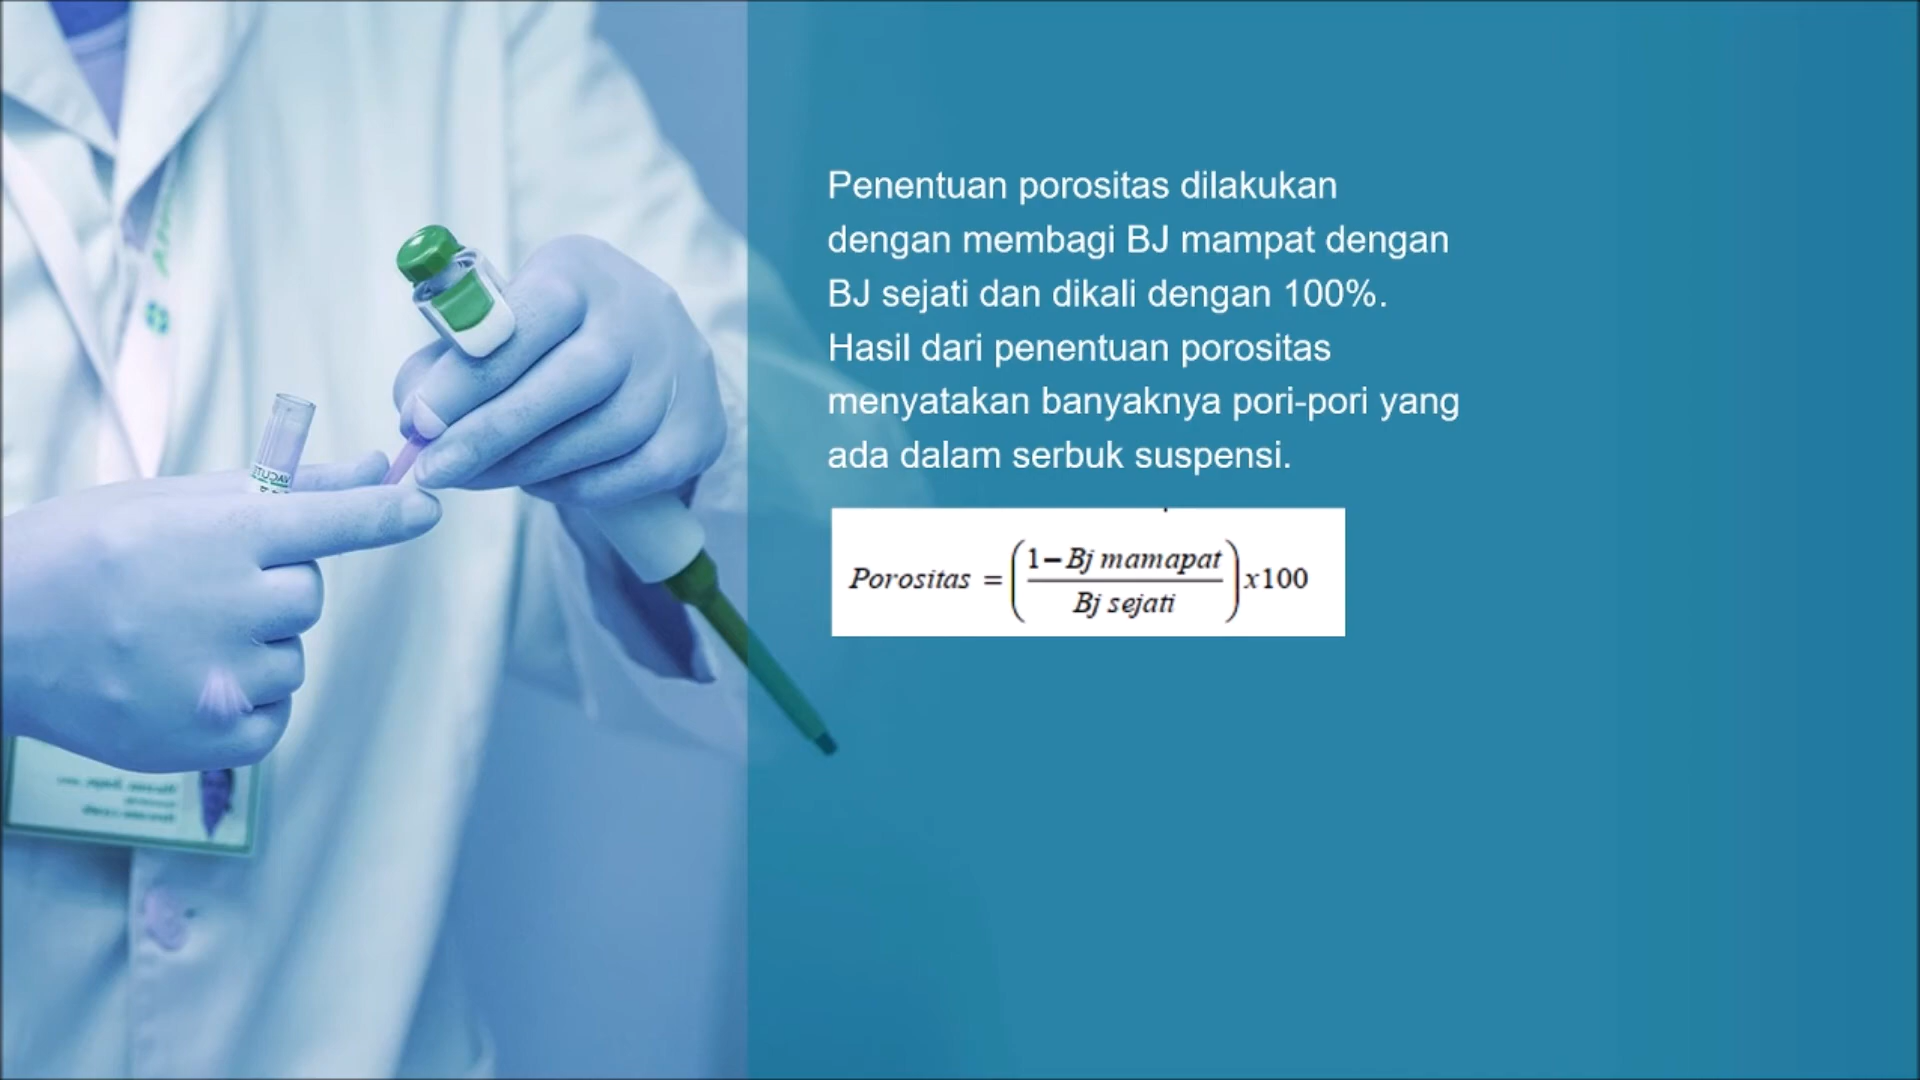 Penentuan porositas dilakukan
dengan membagi BJ mampat dengan
BJ sejati dan dikali dengan 100%.
Hasil dari penentuan porositas
menyatakan banyaknya pori-pori yang
ada dalam serbuk suspensi.
Porositas = (1 − Bj mamapat / Bj sejati) x100